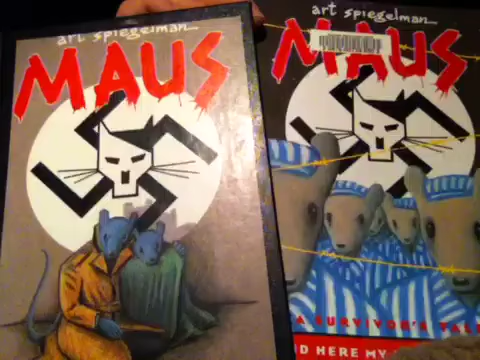 art spiegelman
MAUS
art spiegelman
MAUS
A SURVIVOR'S TALE
ND HERE MY